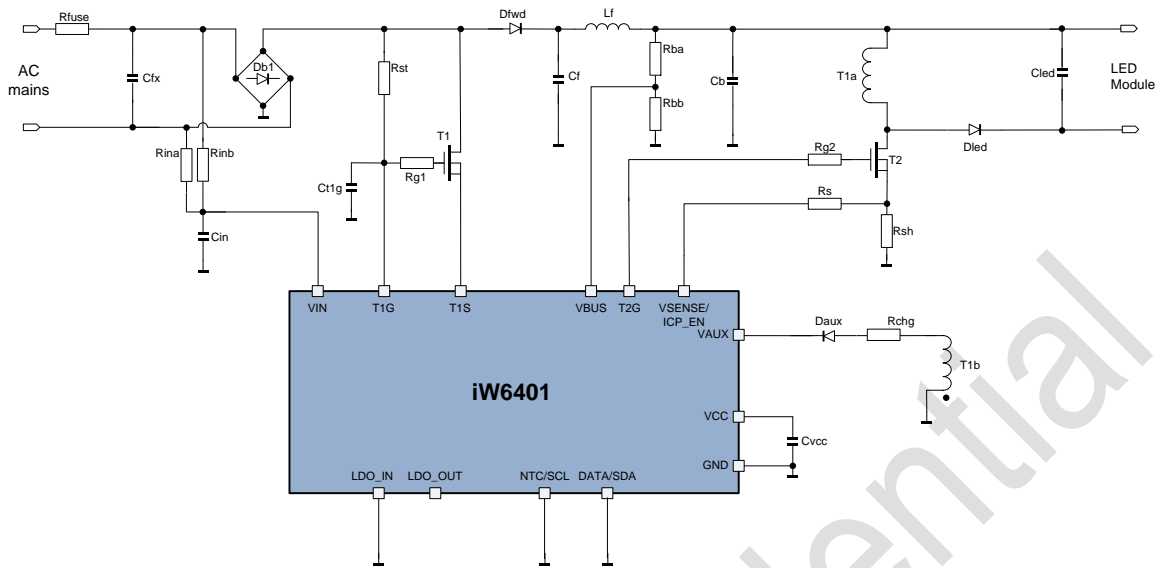 Rfuse
Dfwd
Lf
AC
mains
Cfx
Db1
Rst
Cf
Rba
Rbb
Cb
T1a
Cled
LED
Module
Rina
Rinb
T1
Rg1
Ct1g
Rg2
T2
Dled
Rs
Rsh
Cin
VIN
T1G
T1S
VBUS
T2G
VSENSE/
ICP_EN
VAUX
Daux
Rchg
T1b
iW6401
VCC
Cvcc
GND
LDO_IN
LDO_OUT
NTC/SCL
DATA/SDA